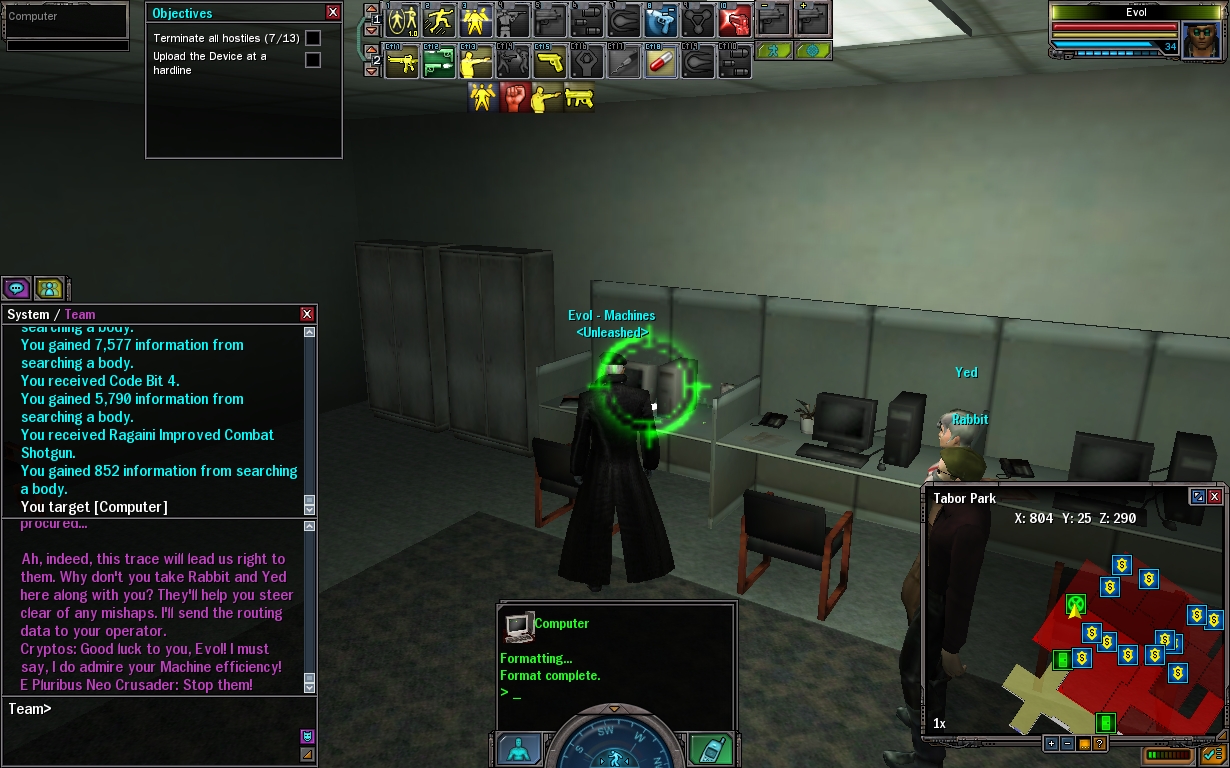 Computer
Objectives
Terminate all hostiles (7/13)
Upload the Device at a
hardline
1
2
Evol
34
Evol - Machines
<Unleashed>
Yed
Rabbit
System / Team
searching a body.
You gained 7,577 information from
searching a body.
You received Code Bit 4.
You gained 5,790 information from
searching a body.
You received Ragaini Improved Combat
Shotgun.
You gained 852 information from searching
a body.
You target [Computer]
procured...
Ah, indeed, this trace will lead us right to
them. Why don't you take Rabbit and Yed
here along with you? They'll help you steer
clear of any mishaps. I'll send the routing
data to your operator.
Cryptos: Good luck to you, Evol! I must
say, I do admire your Machine efficiency!
E Pluribus Neo Crusader: Stop them!
Team>
Computer
Formatting...
Format complete.
> _
S SW W NW
Tabor Park
X: 804 Y: 25 Z: 290
1x